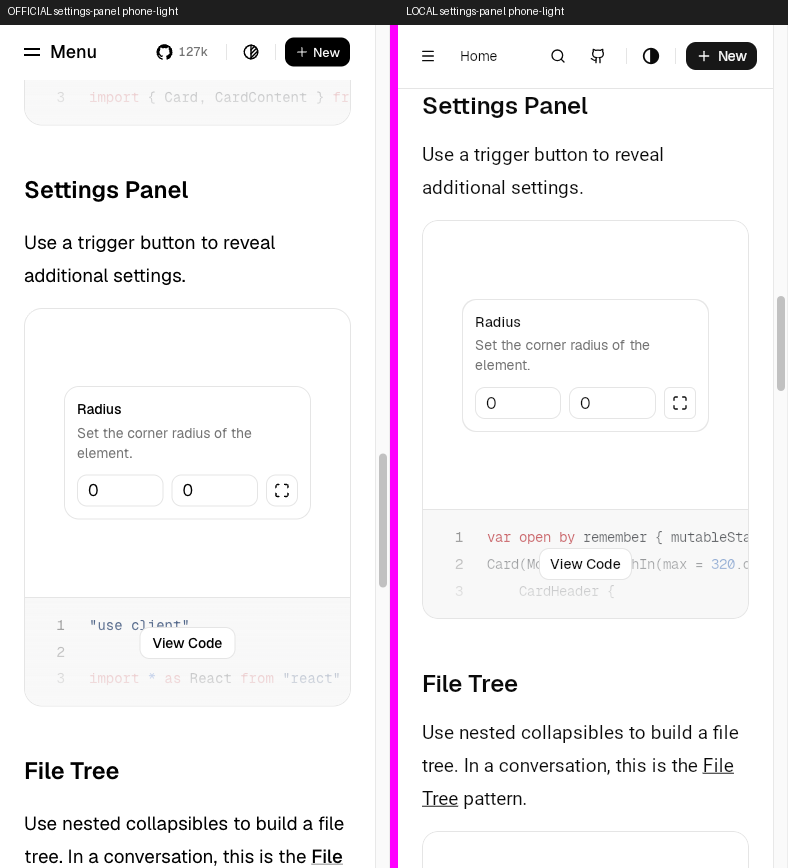 OFFICIAL settings-panel phone-light
Menu
127k
New
3 import { Card, CardContent } fr
Settings Panel
Use a trigger button to reveal
additional settings.
Radius
Set the corner radius of the
element.
0
0
1 "use client"
View Code
2
3 import * as React from "react"
File Tree
Use nested collapsibles to build a file
tree. In a conversation, this is the File
LOCAL settings-panel phone-light
Home
New
Settings Panel
Use a trigger button to reveal
additional settings.
Radius
Set the corner radius of the
element.
0
0
1 var open by remember { mutableSta
2 Card(Mo
View Code
hIn(max = 320.d
3 CardHeader {
File Tree
Use nested collapsibles to build a file
tree. In a conversation, this is the File
Tree pattern.